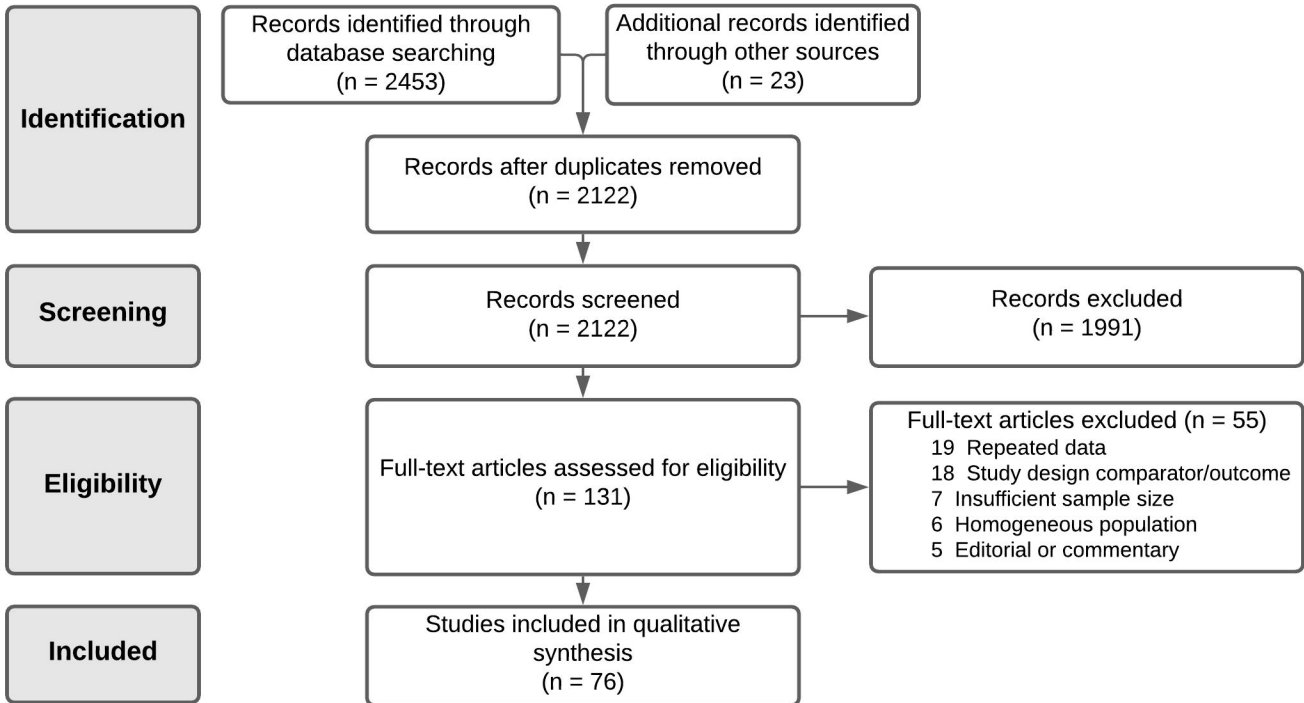 Identification
Records identified through
database searching
(n = 2453)
Additional records identified
through other sources
(n = 23)
Records after duplicates removed
(n = 2122)
Screening
Records screened
(n = 2122)
Records excluded
(n = 1991)
Eligibility
Full-text articles assessed for eligibility
(n = 131)
Full-text articles excluded (n = 55)
19 Repeated data
18 Study design comparator/outcome
7 Insufficient sample size
6 Homogeneous population
5 Editorial or commentary
Included
Studies included in qualitative
synthesis
(n = 76)